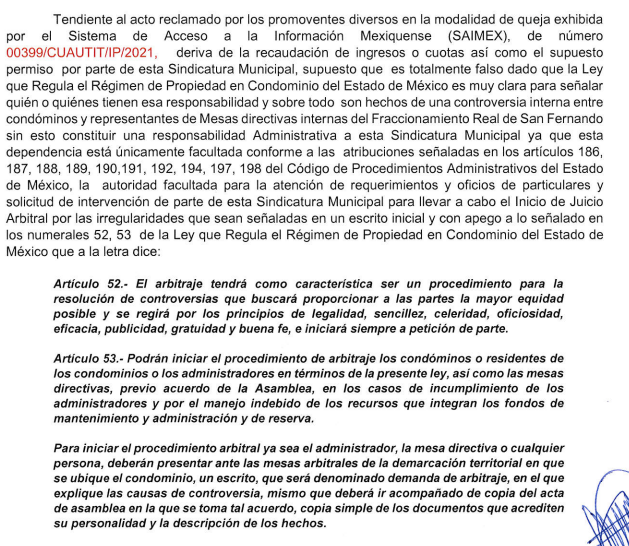 Tendiente al acto reclamado por los promoventes diversos en la modalidad de queja exhibida
por el Sistema de Acceso a la Información Mexiquense (SAIMEX), de número
00399/CUAUTIT/IP/2021, deriva de la recaudación de ingresos o cuotas así como el supuesto
permiso por parte de esta Sindicatura Municipal, supuesto que es totalmente falso dado que la Ley
que Regula el Régimen de Propiedad en Condominio del Estado de México es muy clara para señalar
quién o quiénes tienen esa responsabilidad y sobre todo son hechos de una controversia interna entre
condóminos y representantes de Mesas directivas internas del Fraccionamiento Real de San Fernando
sin esto constituir una responsabilidad Administrativa a esta Sindicatura Municipal ya que esta
dependencia está únicamente facultada conforme a las atribuciones señaladas en los artículos 186,
187, 188, 189, 190,191, 192, 194, 197, 198 del Código de Procedimientos Administrativos del Estado
de México, la autoridad facultada para la atención de requerimientos y oficios de particulares y
solicitud de intervención de parte de esta Sindicatura Municipal para llevar a cabo el Inicio de Juicio
Arbitral por las irregularidades que sean señaladas en un escrito inicial y con apego a lo señalado en
los numerales 52, 53 de la Ley que Regula el Régimen de Propiedad en Condominio del Estado de
México que a la letra dice:
Artículo 52.- El arbitraje tendrá como característica ser un procedimiento para la
resolución de controversias que buscará proporcionar a las partes la mayor equidad
posible y se regirá por los principios de legalidad, sencillez, celeridad, oficiosidad,
eficacia, publicidad, gratuidad y buena fe, e iniciará siempre a petición de parte.
Artículo 53.- Podrán iniciar el procedimiento de arbitraje los condóminos o residentes de
los condominios o los administradores en términos de la presente ley, así como las mesas
directivas, previo acuerdo de la Asamblea, en los casos de incumplimiento de los
administradores y por el manejo indebido de los recursos que integran los fondos de
mantenimiento y administración y de reserva.
Para iniciar el procedimiento arbitral ya sea el administrador, la mesa directiva o cualquier
persona, deberán presentar ante las mesas arbitrales de la demarcación territorial en que
se ubique el condominio, un escrito, que será denominado demanda de arbitraje, en el que
explique las causas de controversia, mismo que deberá ir acompañado de copia del acta
de asamblea en la que se toma tal acuerdo, copia simple de los documentos que acrediten
su personalidad y la descripción de los hechos.